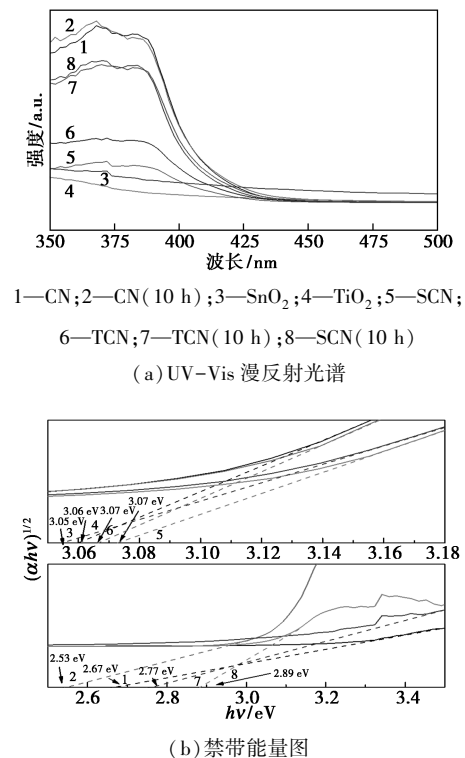 2
1
8
7
6
5
3
4
强度/a.u.
350 375 400 425 450 475 500
波长/nm
1—CN;2—CN(10 h);3—SnO₂;4—TiO₂;5—SCN;
6—TCN;7—TCN(10 h);8—SCN(10 h)
(a)UV-Vis 漫反射光谱
3.07 eV
3.06 eV 3.07 eV
3.05 eV 3 4 6 5
3.06 3.08 3.10 3.12 3.14 3.16 3.18
(αhν)^1/2
2.53 eV 2.67 eV 2.77 eV 2.89 eV
2 1 7 8
2.6 2.8 3.0 3.2 3.4
hν/eV
(b)禁带能量图